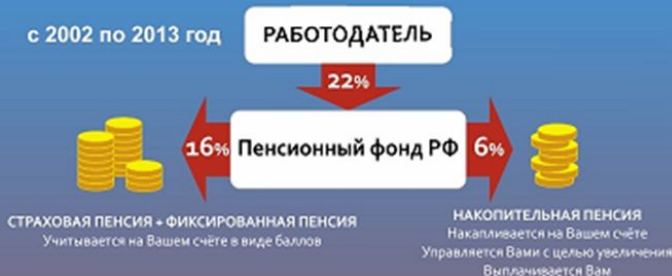 с 2002 по 2013 год
РАБОТОДАТЕЛЬ
22%
16% Пенсионный фонд РФ 6%
СТРАХОВАЯ ПЕНСИЯ + ФИКСИРОВАННАЯ ПЕНСИЯ
Учитывается на Вашем счёте в виде баллов
НАКОПИТЕЛЬНАЯ ПЕНСИЯ
Накапливается на Вашем счёте
Управляется Вами с целью увеличения
Выплачивается Вам